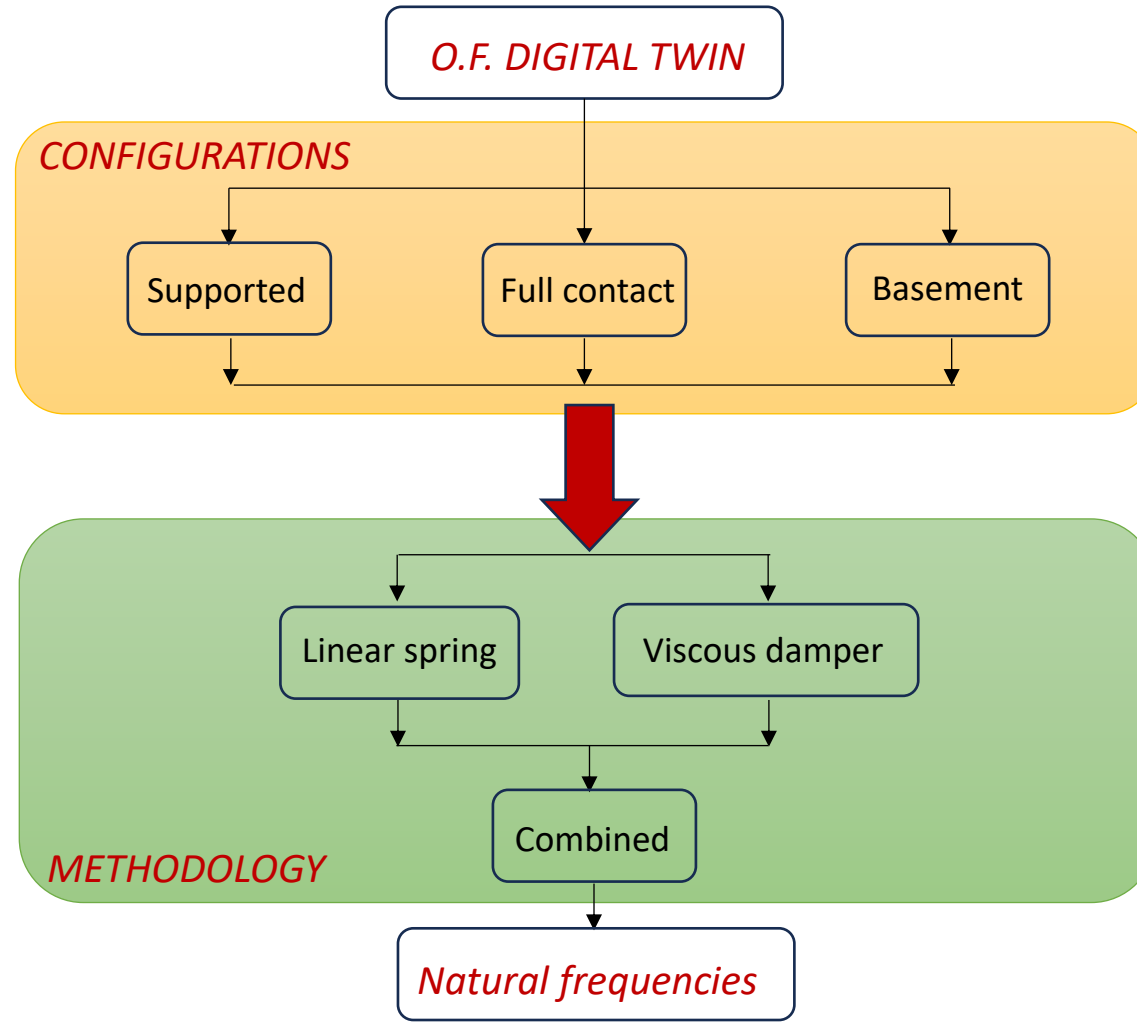 O.F. DIGITAL TWIN
CONFIGURATIONS
Supported
Full contact
Basement
Linear spring
Viscous damper
Combined
METHODOLOGY
Natural frequencies